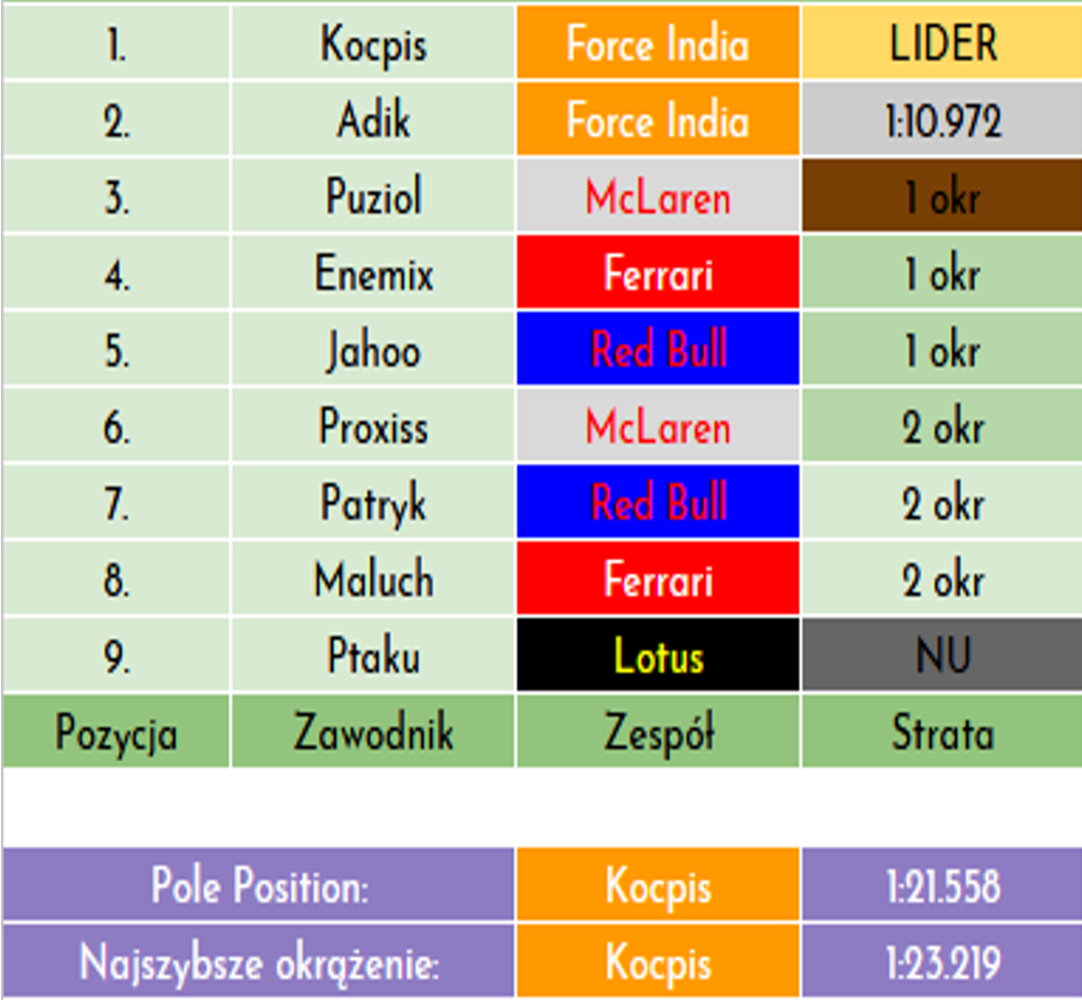 1. Kocpis Force India LIDER
2. Adik Force India 1:10.972
3. Puziol McLaren 1 okr
4. Enemix Ferrari 1 okr
5. Jahoo Red Bull 1 okr
6. Proxiss McLaren 2 okr
7. Patryk Red Bull 2 okr
8. Maluch Ferrari 2 okr
9. Ptaku Lotus NU
Pozycja Zawodnik Zespół Strata
Pole Position: Kocpis 1:21.558
Najszybsze okrążenie: Kocpis 1:23.219